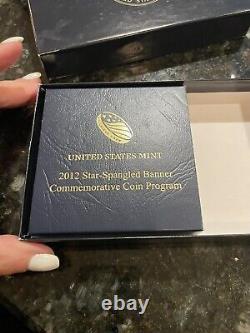 UNITED STATES MINT
2012 Star-Spangled Banner
Commemorative Coin Program